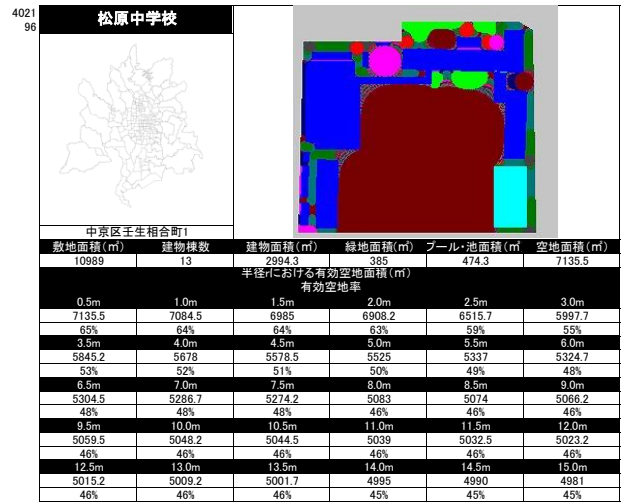 4021
96
松原中学校
中京区壬生相合町1
敷地面積(㎡) 建物棟数 建物面積(㎡) 緑地面積(㎡) プール・池面積(㎡ 空地面積(㎡)
10989 13 2994.3 385 474.3 7135.5
半径rにおける有効空地面積(㎡)
有効空地率
0.5m 1.0m 1.5m 2.0m 2.5m 3.0m
7135.5 7084.5 6985 6908.2 6515.7 5997.7
65% 64% 64% 63% 59% 55%
3.5m 4.0m 4.5m 5.0m 5.5m 6.0m
5845.2 5678 5578.5 5525 5337 5324.7
53% 52% 51% 50% 49% 48%
6.5m 7.0m 7.5m 8.0m 8.5m 9.0m
5304.5 5286.7 5274.2 5083 5074 5066.2
48% 48% 48% 46% 46% 46%
9.5m 10.0m 10.5m 11.0m 11.5m 12.0m
5059.5 5048.2 5044.5 5039 5032.5 5023.2
46% 46% 46% 46% 46% 46%
12.5m 13.0m 13.5m 14.0m 14.5m 15.0m
5015.2 5009.2 5001.7 4995 4990 4981
46% 46% 46% 45% 45% 45%